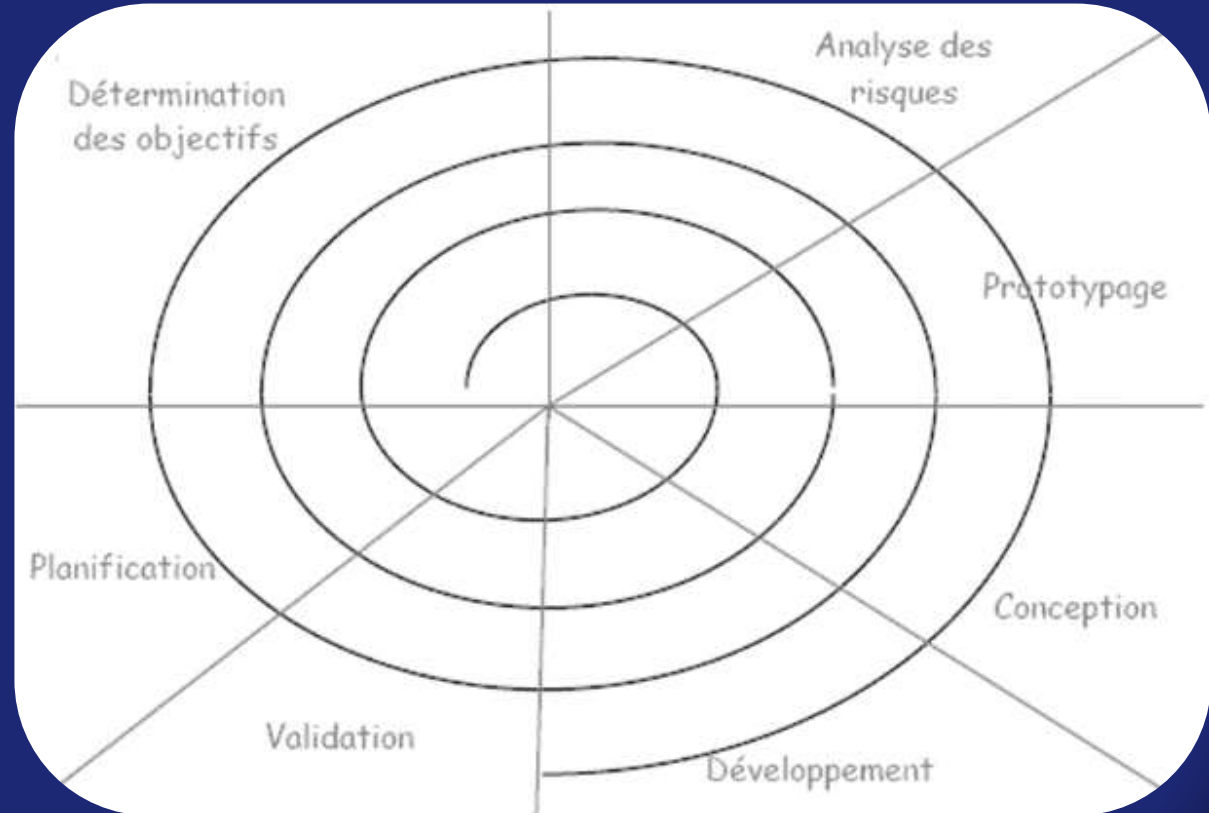 Analyse des
risques
Détermination
des objectifs
Prototypage
Planification
Conception
Validation
Développement